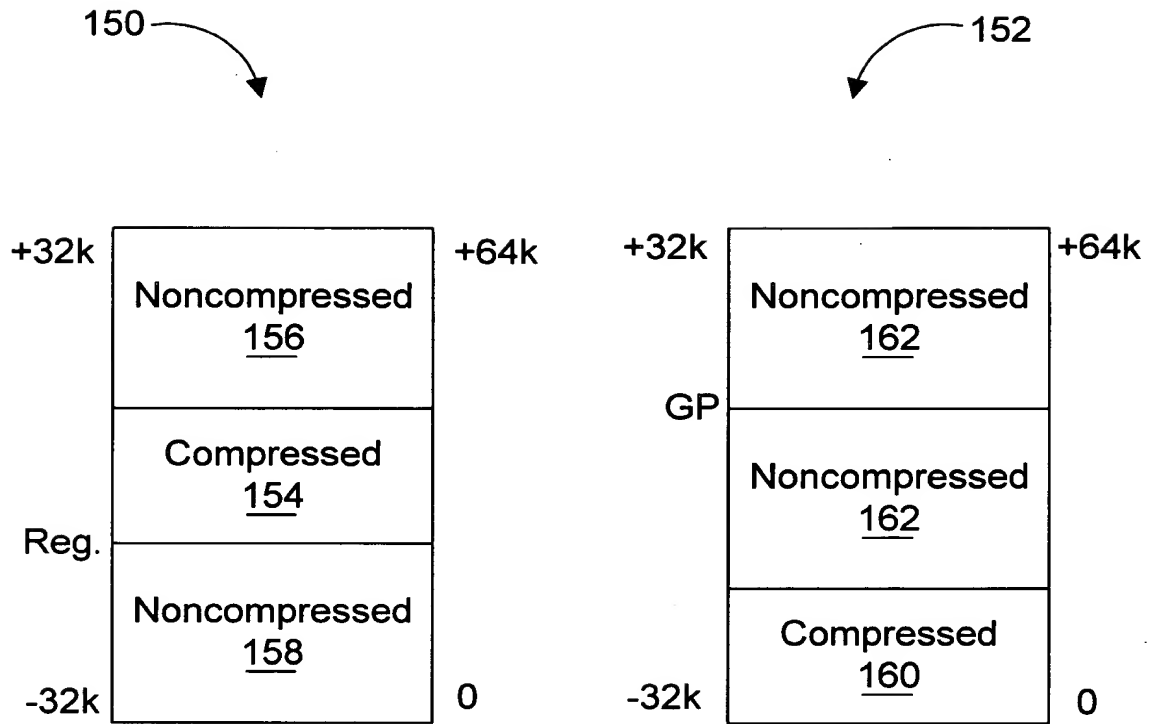 150
152
+32k
+64k
Noncompressed
156
Compressed
154
Reg.
Noncompressed
158
-32k
0
+32k
+64k
Noncompressed
162
GP
Noncompressed
162
Compressed
160
-32k
0